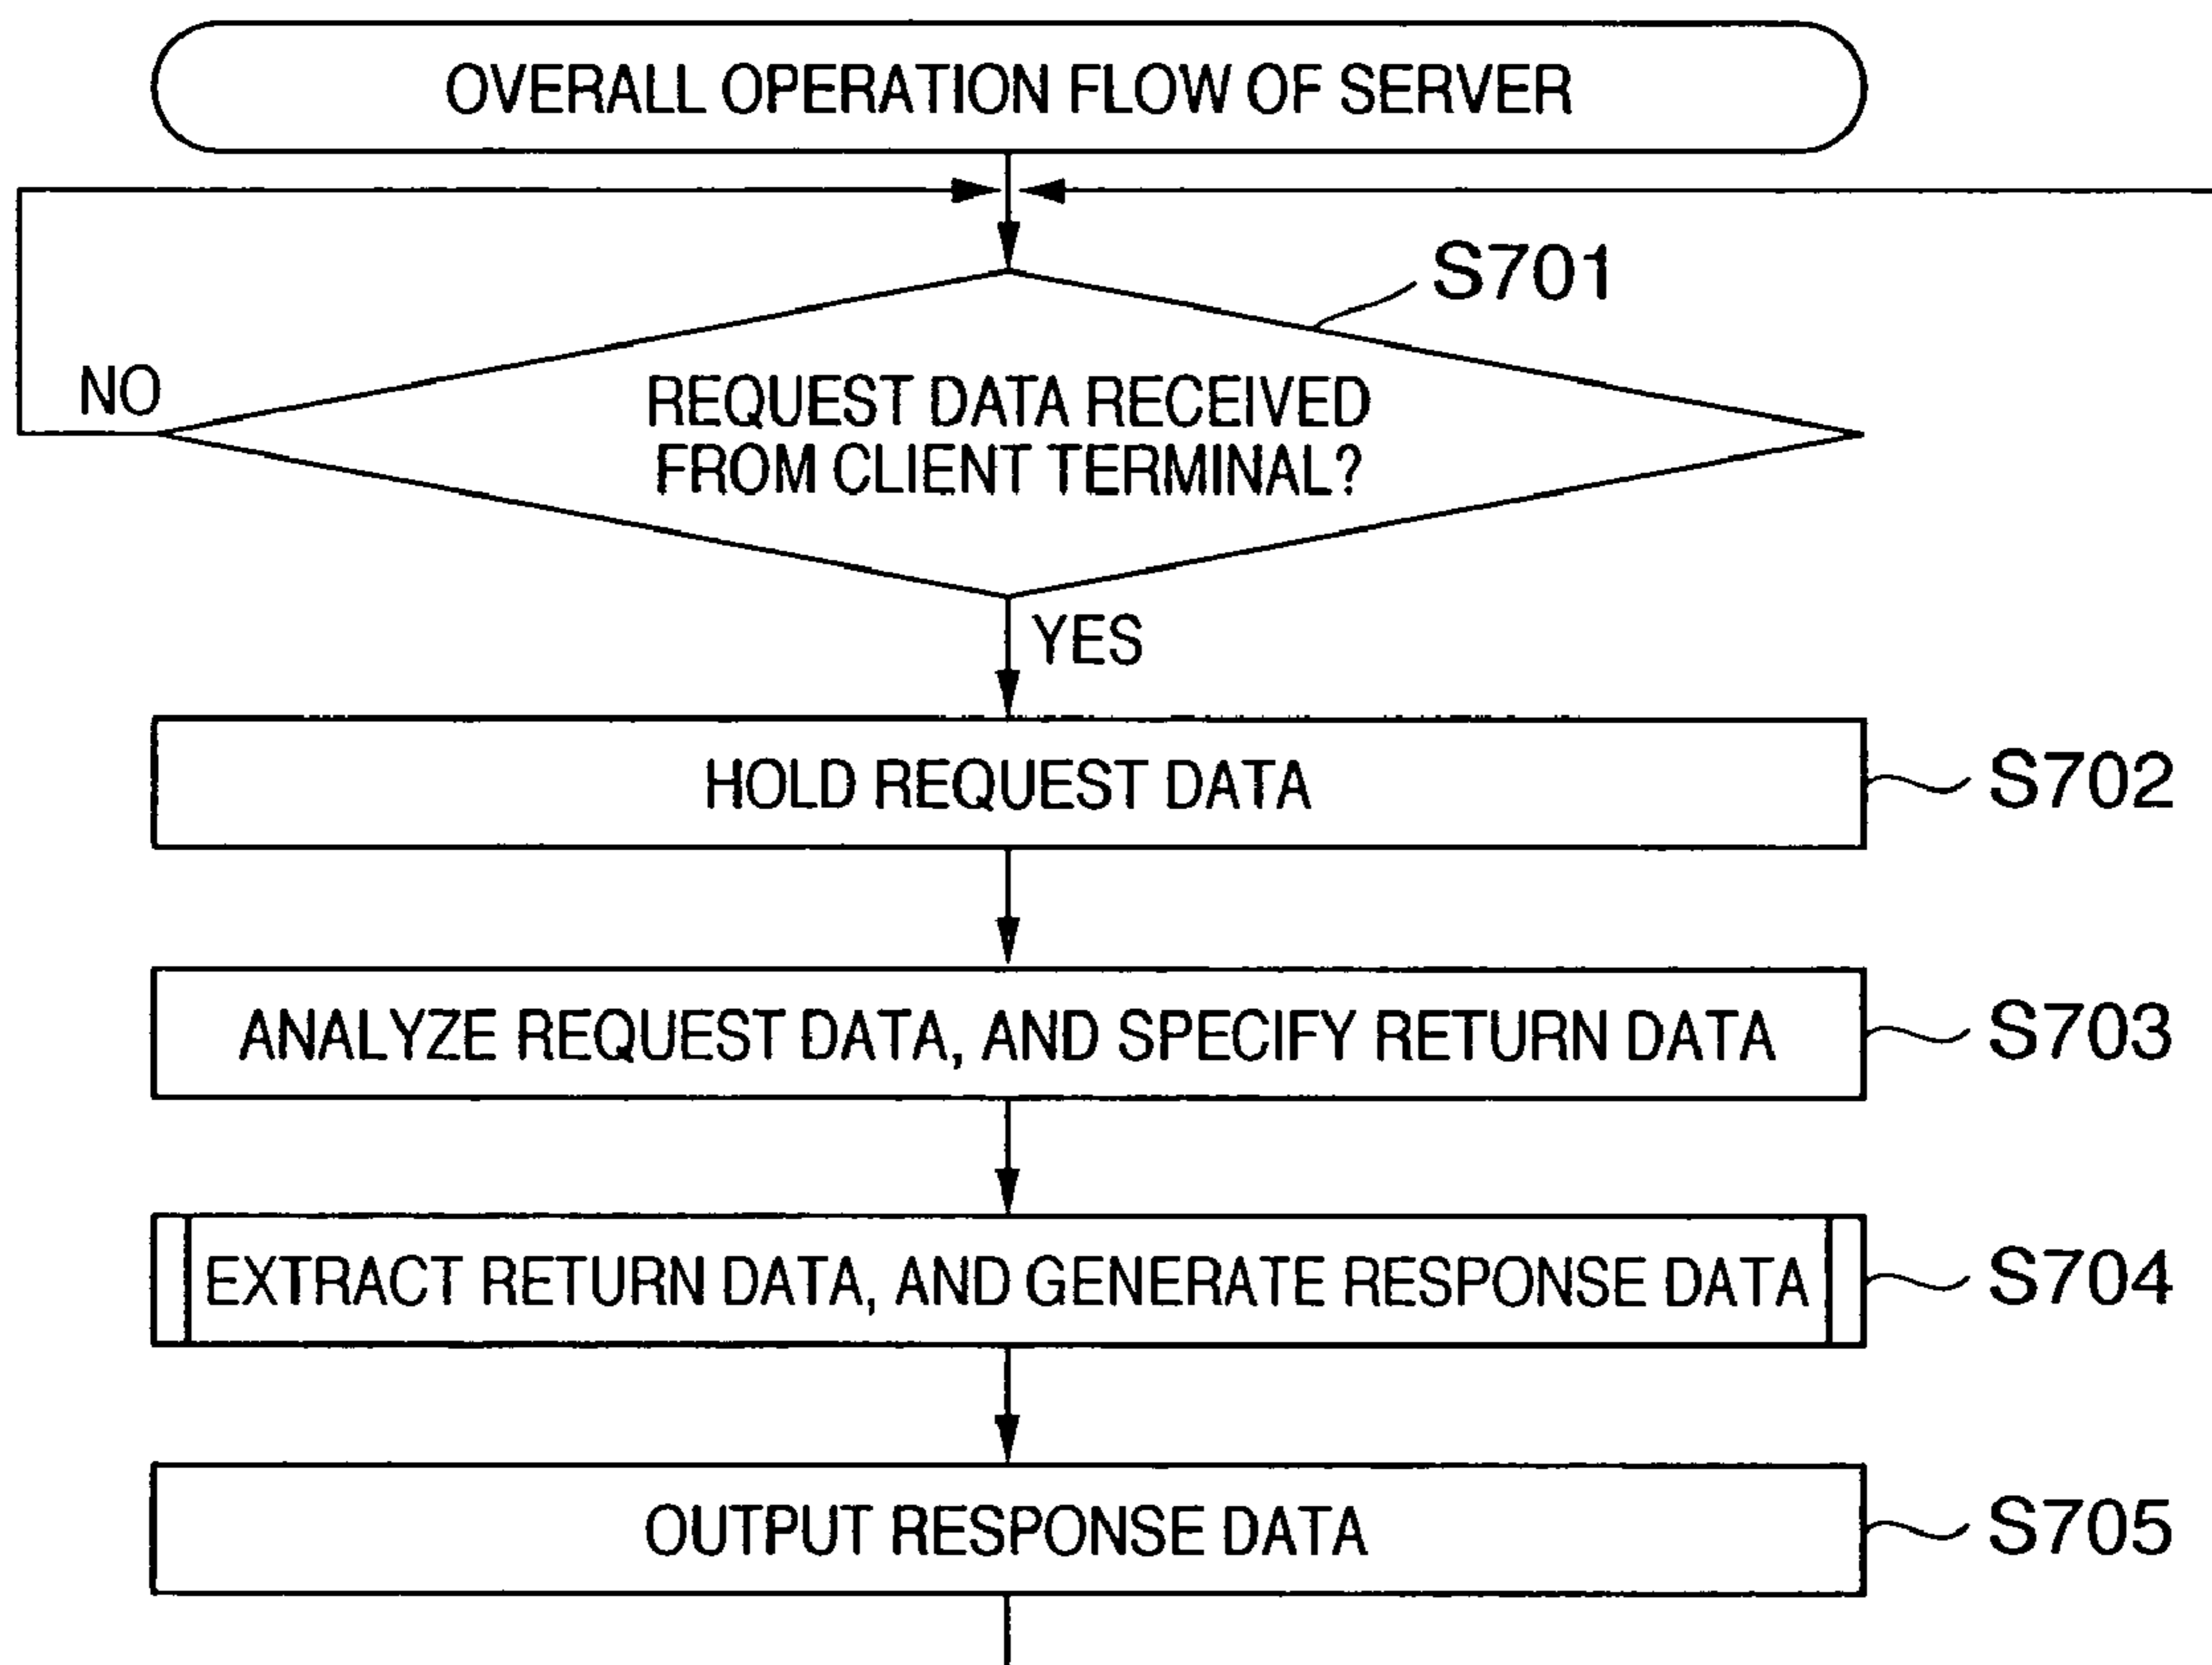 OVERALL OPERATION FLOW OF SERVER
S701
NO
REQUEST DATA RECEIVED
FROM CLIENT TERMINAL?
YES
HOLD REQUEST DATA
S702
ANALYZE REQUEST DATA, AND SPECIFY RETURN DATA
S703
EXTRACT RETURN DATA, AND GENERATE RESPONSE DATA
S704
OUTPUT RESPONSE DATA
S705